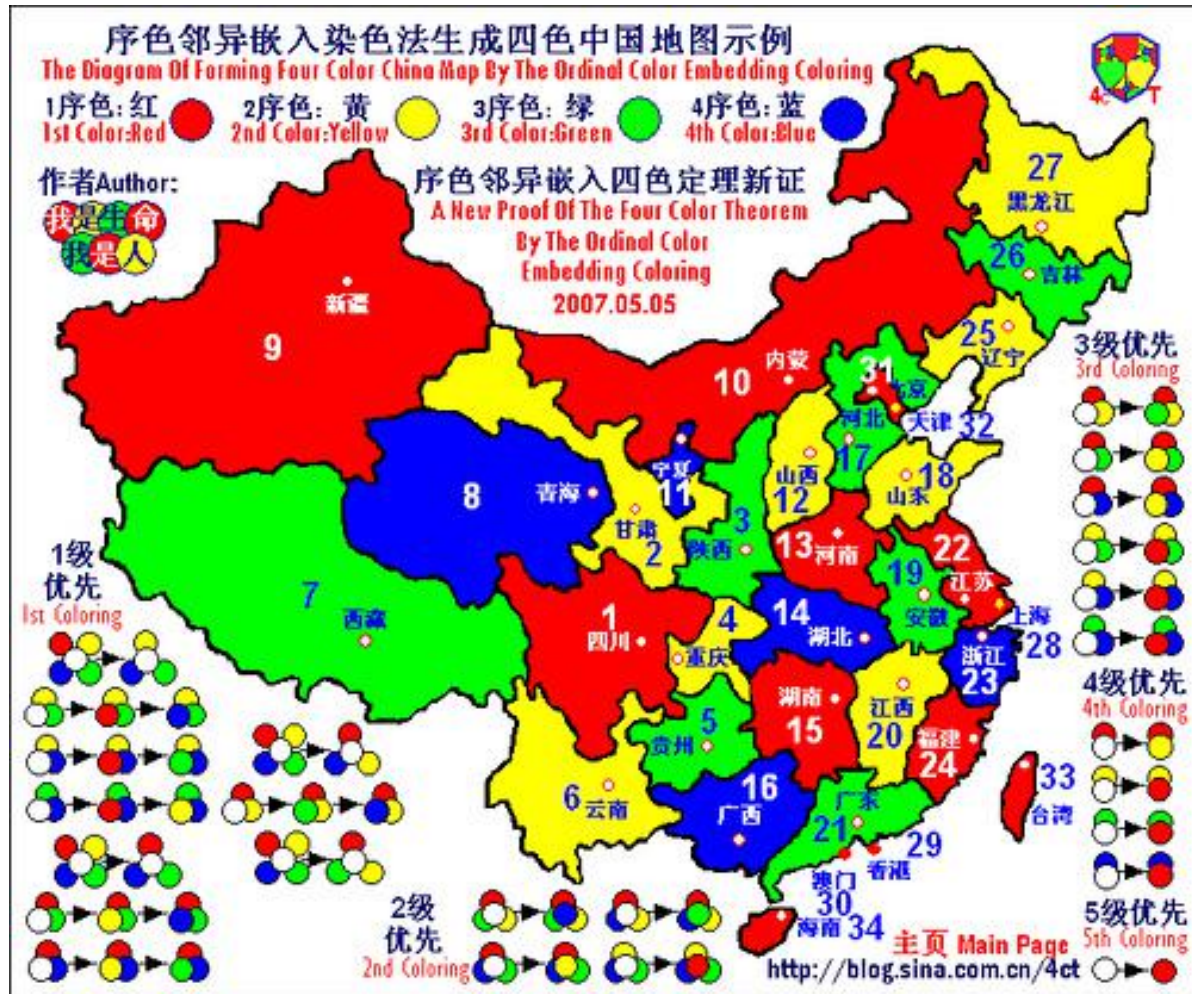 序色邻异嵌入染色法生成四色中国地图示例
The Diagram Of Forming Four Color China Map By The Ordinal Color Embedding Coloring
1序色:红 2序色:黄 3序色:绿 4序色:蓝
1st Color:Red 2nd Color:Yellow 3rd Color:Green 4th Color:Blue
4c T
作者Author:
我是生命
我是人
序色邻异嵌入四色定理新证
A New Proof Of The Four Color Theorem
By The Ordinal Color
Embedding Coloring
2007.05.05
27
黑龙江
26 吉林
25
辽宁
9
新疆
10
内蒙
31
北京
河北
17
天津 32
3级优先
3rd Coloring
8
青海
宁夏
11
甘肃
2
3
陕西
山西
12
18
山东
13
河南
22
江苏
19
安徽
上海
28
7
西藏
1
四川
4
重庆
14
湖北
浙江
23
1级
优先
1st Coloring
5
贵州
湖南
15
江西
20
福建
24
4级优先
4th Coloring
6 云南
16
广西
广东
21
29
香港
澳门
30
海南 34
33
台湾
2级
优先
2nd Coloring
5级优先
5th Coloring
主页 Main Page
http://blog.sina.com.cn/4ct